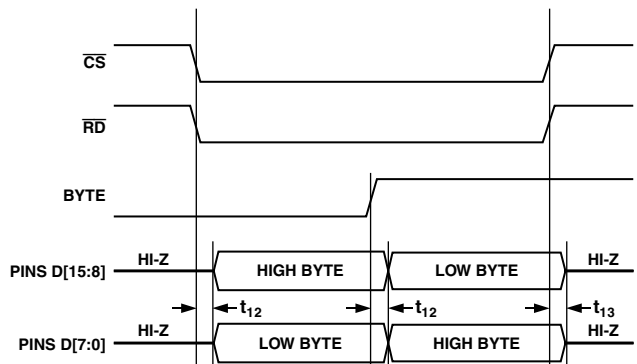 CS
RD
BYTE
PINS D[15:8] HI-Z HIGH BYTE LOW BYTE HI-Z
t12 t12 t13
PINS D[7:0] HI-Z LOW BYTE HIGH BYTE HI-Z